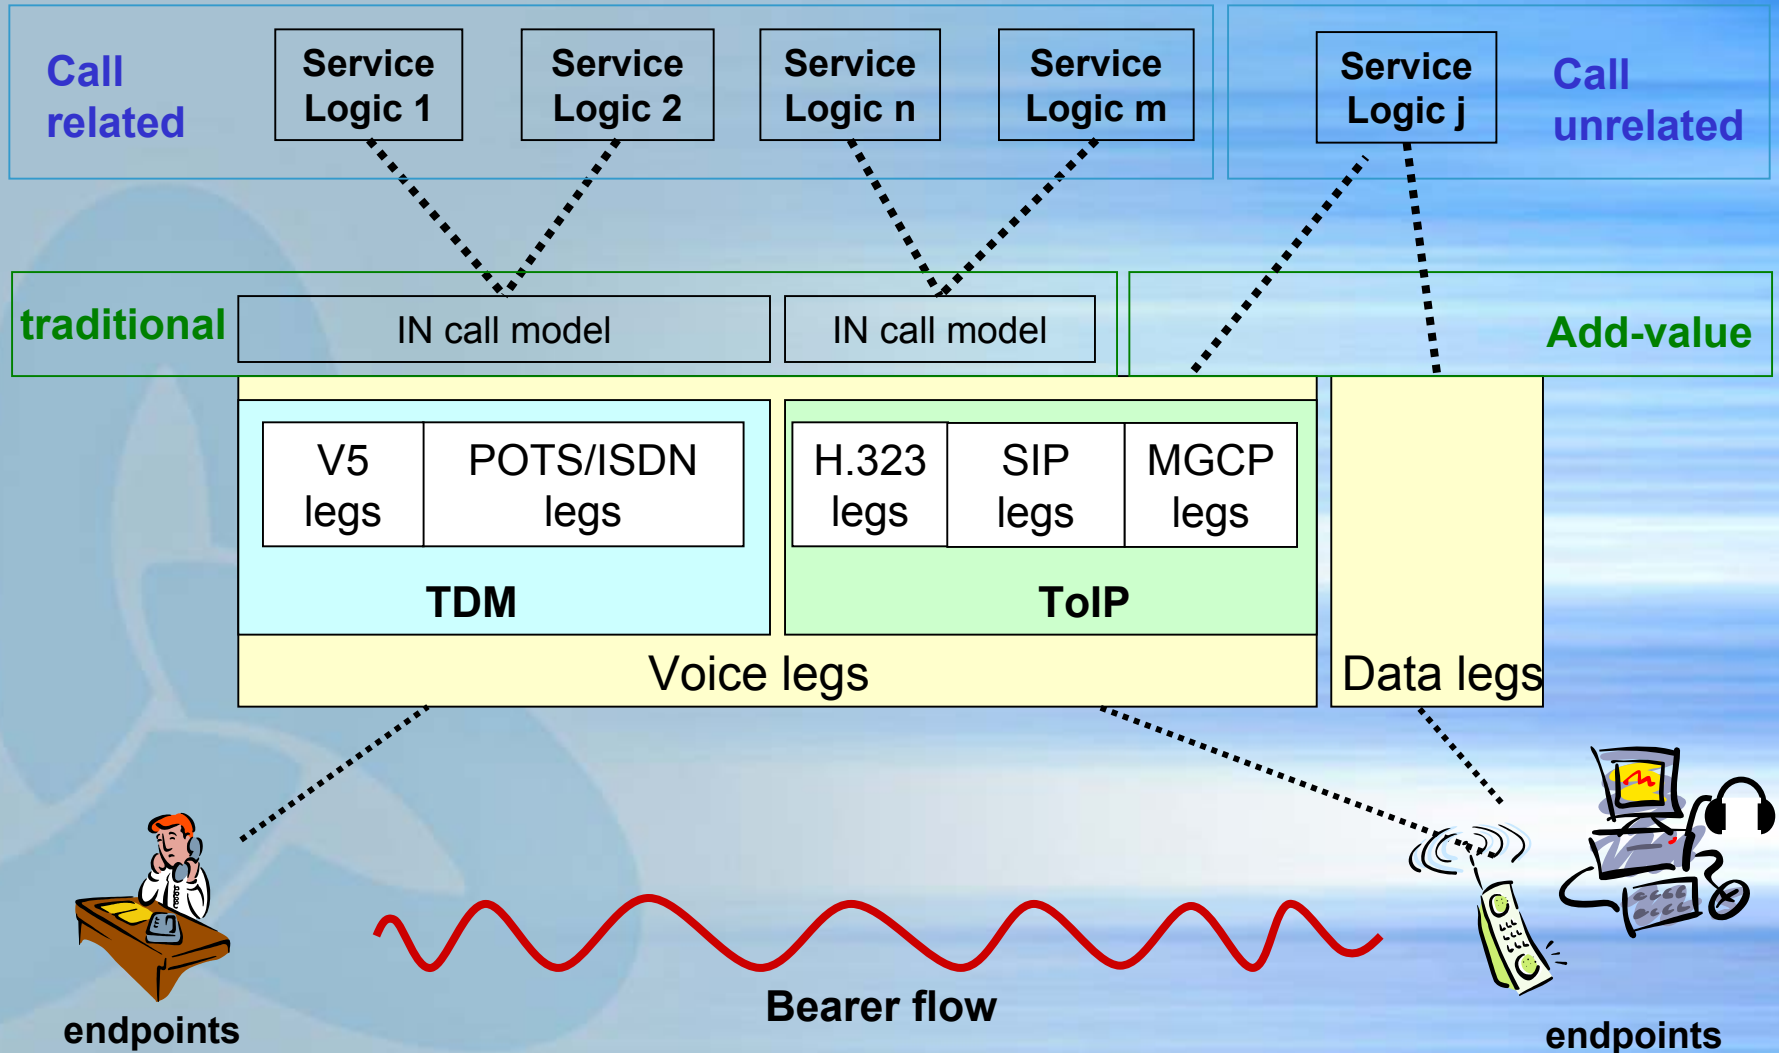 Call
related
Service
Logic 1
Service
Logic 2
Service
Logic n
Service
Logic m
Service
Logic j
Call
unrelated
traditional
IN call model
IN call model
Add-value
V5
legs
POTS/ISDN
legs
H.323
legs
SIP
legs
MGCP
legs
TDM
ToIP
Voice legs
Data legs
Bearer flow
endpoints
endpoints